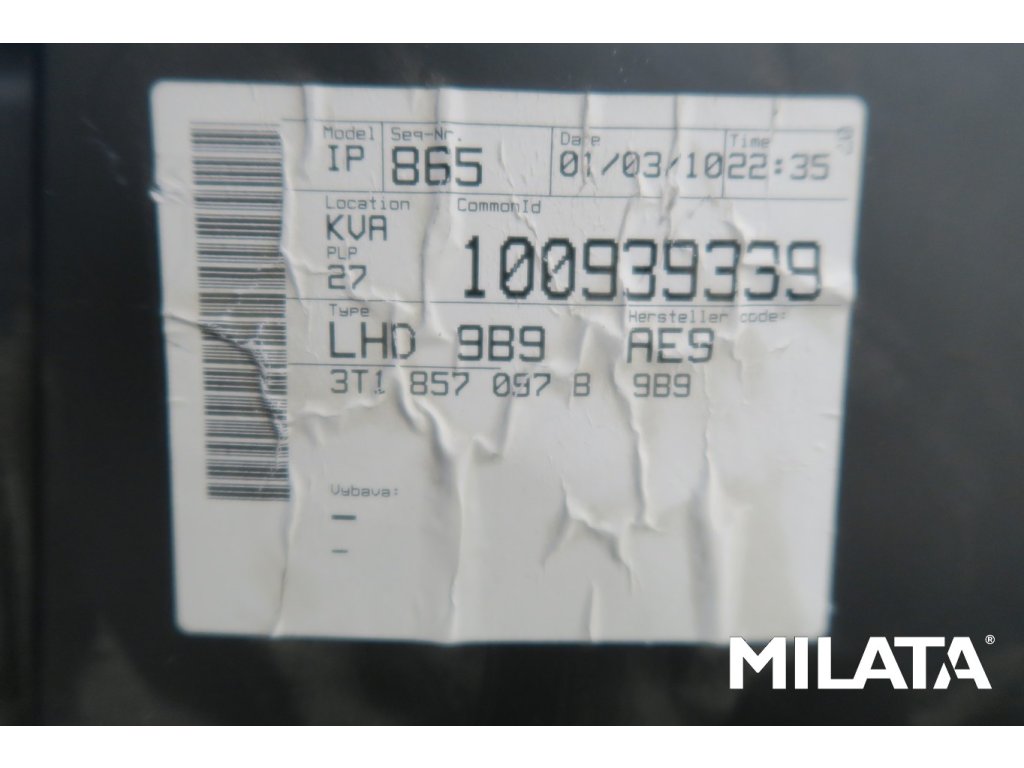 Model Seq-Nr. Date Time
IP 865 01/03/10 22:35
Location CommonId
KVA
PLP
27 100939339
Type Hersteller code:
LHD 9B9 AES
3T1 857 097 B 9B9
Vybava:
—
–
MILATA®